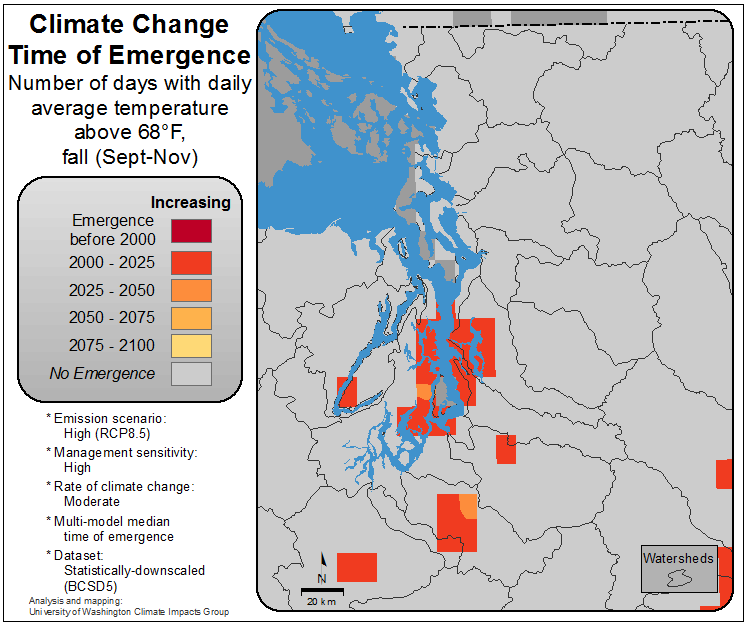 Climate Change
Time of Emergence
Number of days with daily
average temperature
above 68°F,
fall (Sept-Nov)
Increasing
Emergence
before 2000
2000 - 2025
2025 - 2050
2050 - 2075
2075 - 2100
No Emergence
* Emission scenario:
High (RCP8.5)
* Management sensitivity:
High
* Rate of climate change:
Moderate
* Multi-model median
time of emergence
* Dataset:
Statistically-downscaled
(BCSD5)
Analysis and mapping:
University of Washington Climate Impacts Group
N
20 km
Watersheds